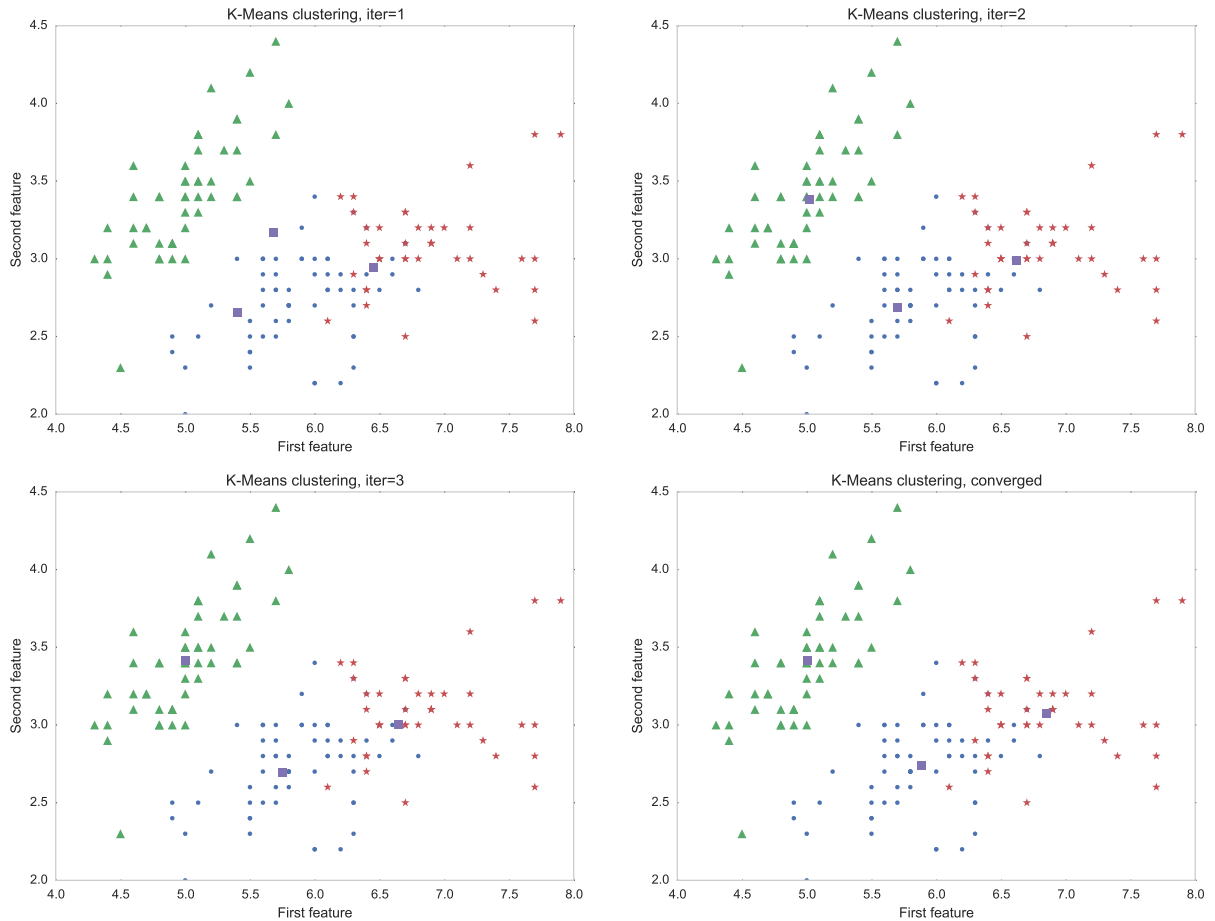 K-Means clustering, iter=1
4.5
4.0
3.5
3.0
2.5
2.0
Second feature
4.0 4.5 5.0 5.5 6.0 6.5 7.0 7.5 8.0
First feature
K-Means clustering, iter=2
4.5
4.0
3.5
3.0
2.5
2.0
Second feature
4.0 4.5 5.0 5.5 6.0 6.5 7.0 7.5 8.0
First feature
K-Means clustering, iter=3
4.5
4.0
3.5
3.0
2.5
2.0
Second feature
4.0 4.5 5.0 5.5 6.0 6.5 7.0 7.5 8.0
First feature
K-Means clustering, converged
4.5
4.0
3.5
3.0
2.5
2.0
Second feature
4.0 4.5 5.0 5.5 6.0 6.5 7.0 7.5 8.0
First feature